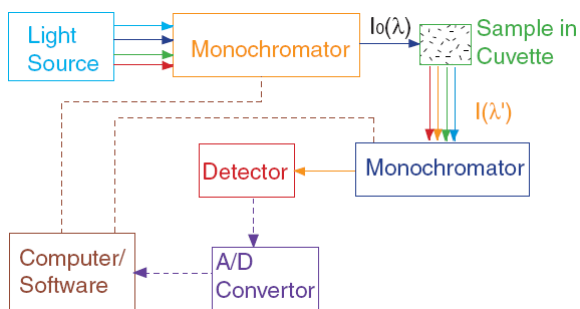 Light
Source
Monochromator
I0(λ)
Sample in
Cuvette
I(λ')
Detector
Monochromator
Computer/
Software
A/D
Convertor